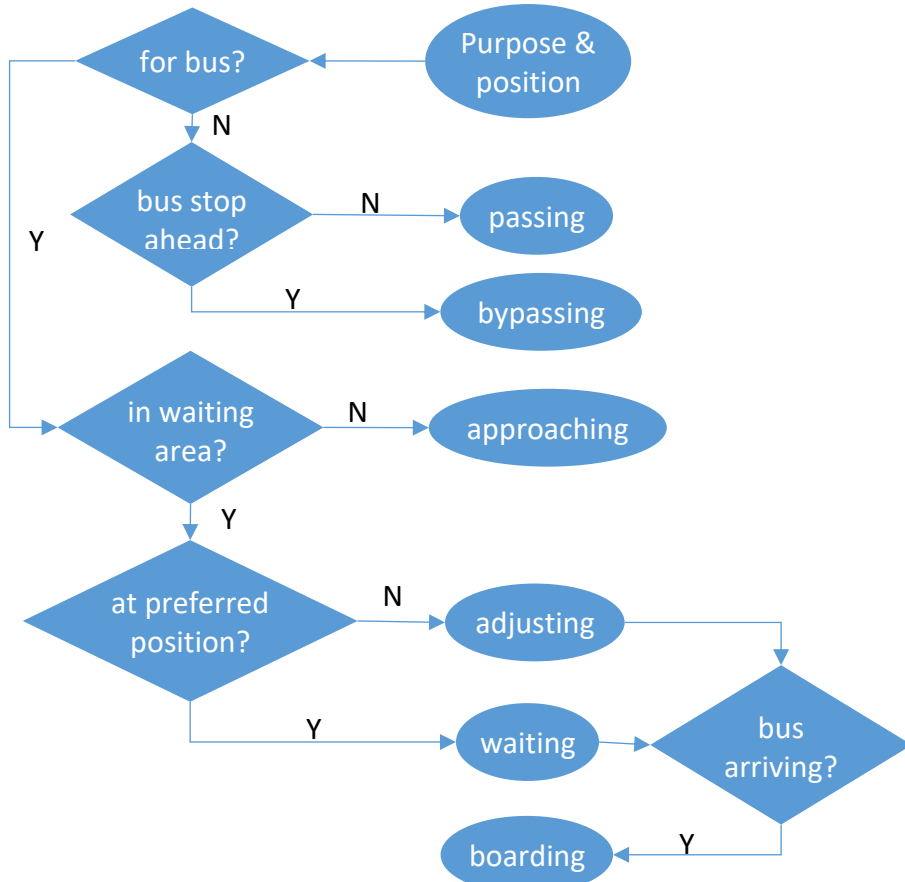 for bus?
Purpose &
position
N
bus stop
ahead?
N
passing
Y
Y
bypassing
in waiting
area?
N
approaching
Y
at preferred
position?
N
adjusting
Y
waiting
bus
arriving?
Y
boarding